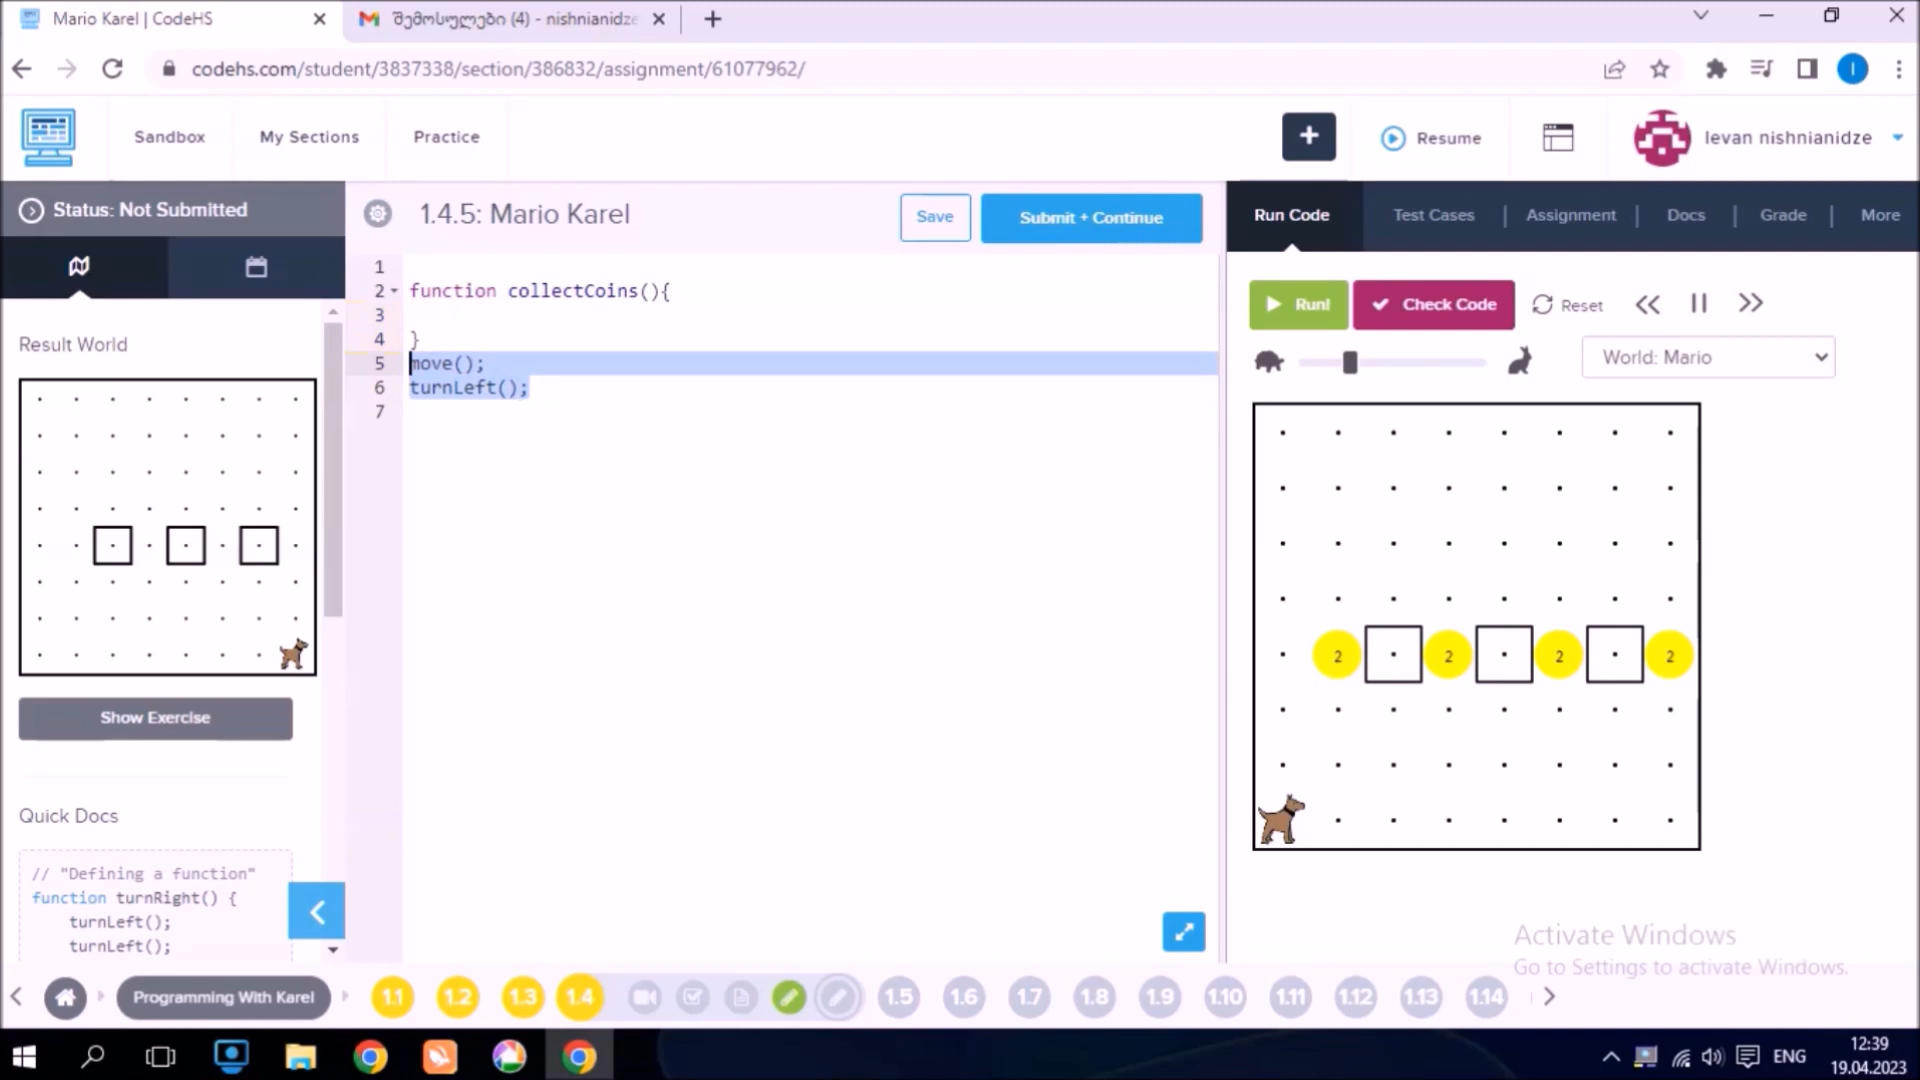 Mario Karel | CodeHS
შემოსულები (4) - nishnianidze
codehs.com/student/3837338/section/386832/assignment/61077962/
I
Sandbox
My Sections
Practice
+
Resume
levan nishnianidze
Status: Not Submitted
1.4.5: Mario Karel
Save
Submit + Continue
Run Code
Test Cases
Assignment
Docs
Grade
More
Result World
Show Exercise
Quick Docs
// "Defining a function"
function turnRight() {
turnLeft();
turnLeft();
1
2 function collectCoins(){
3
4 }
5 move();
6 turnLeft();
7
Run!
Check Code
Reset
World: Mario
2 2 2 2
Activate Windows
Go to Settings to activate Windows.
Programming With Karel
1.1 1.2 1.3 1.4 1.5 1.6 1.7 1.8 1.9 1.10 1.11 1.12 1.13 1.14
ENG
12:39
19.04.2023